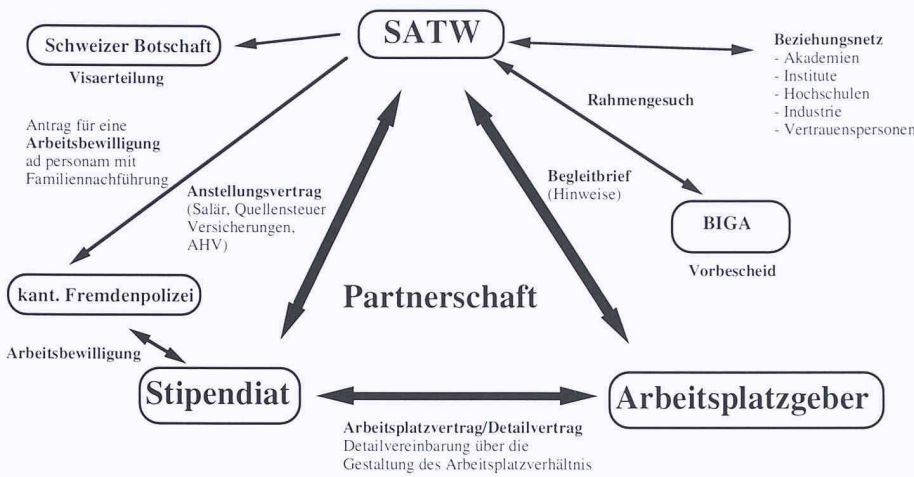 SATW
Schweizer Botschaft
Visaerteilung
Beziehungsnetz
- Akademien
- Institute
- Hochschulen
- Industrie
- Vertrauenspersonen
Rahmengesuch
Antrag für eine
Arbeitsbewilligung
ad personam mit
Familiennachführung
Anstellungsvertrag
(Salär, Quellensteuer
Versicherungen,
AHV)
Begleitbrief
(Hinweise)
BIGA
Vorbescheid
kant. Fremdenpolizei
Partnerschaft
Arbeitsbewilligung
Stipendiat
Arbeitsplatzgeber
Arbeitsplatzvertrag/Detailvertrag
Detailvereinbarung über die
Gestaltung des Arbeitsplatzverhältnis